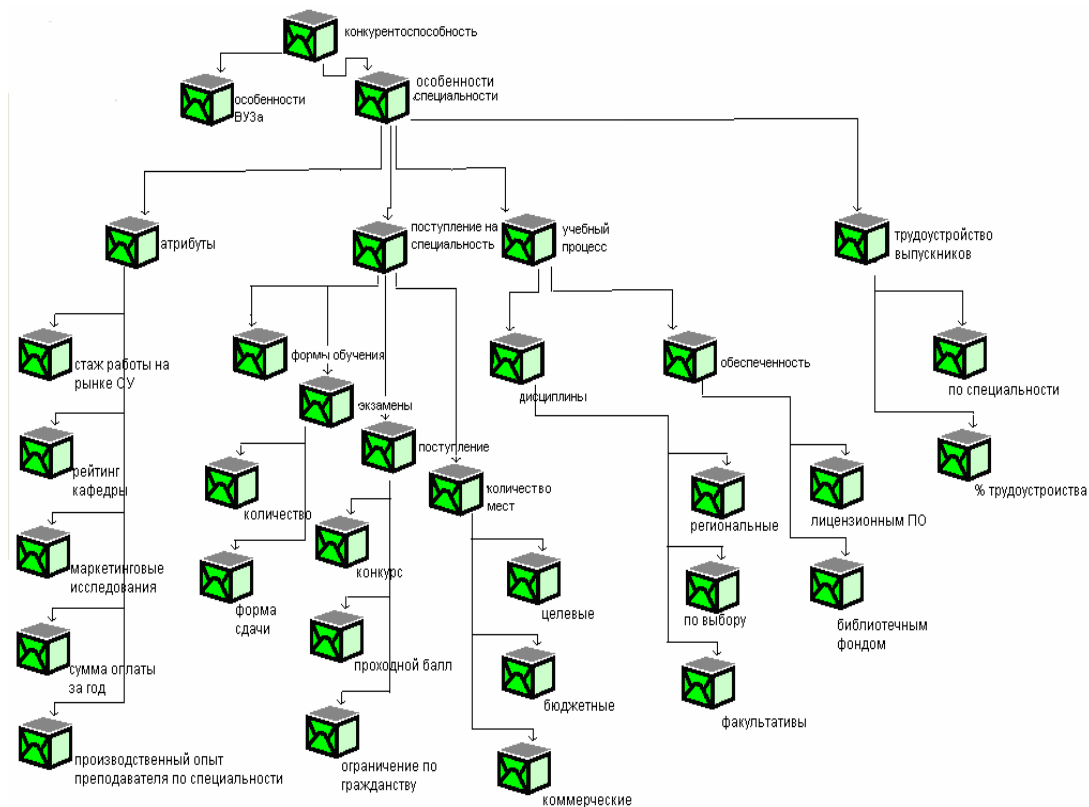 конкурентоспособность
особенности
ВУЗа
особенности
специальности
атрибуты
поступление на
специальность
учебный
процесс
трудоустройство
выпускников
стаж работы на
рынке ОУ
рейтинг
кафедры
маркетинговые
исследования
сумма оплаты
за год
производственный опыт
преподавателя по специальности
формы обучения
экзамены
количество
форма
сдачи
поступление
конкурс
проходной балл
ограничение по
гражданству
количество
мест
целевые
бюджетные
коммерческие
дисциплины
региональные
по выбору
факультативы
обеспеченность
лицензионным ПО
библиотечным
фондом
по специальности
% трудоустроиства